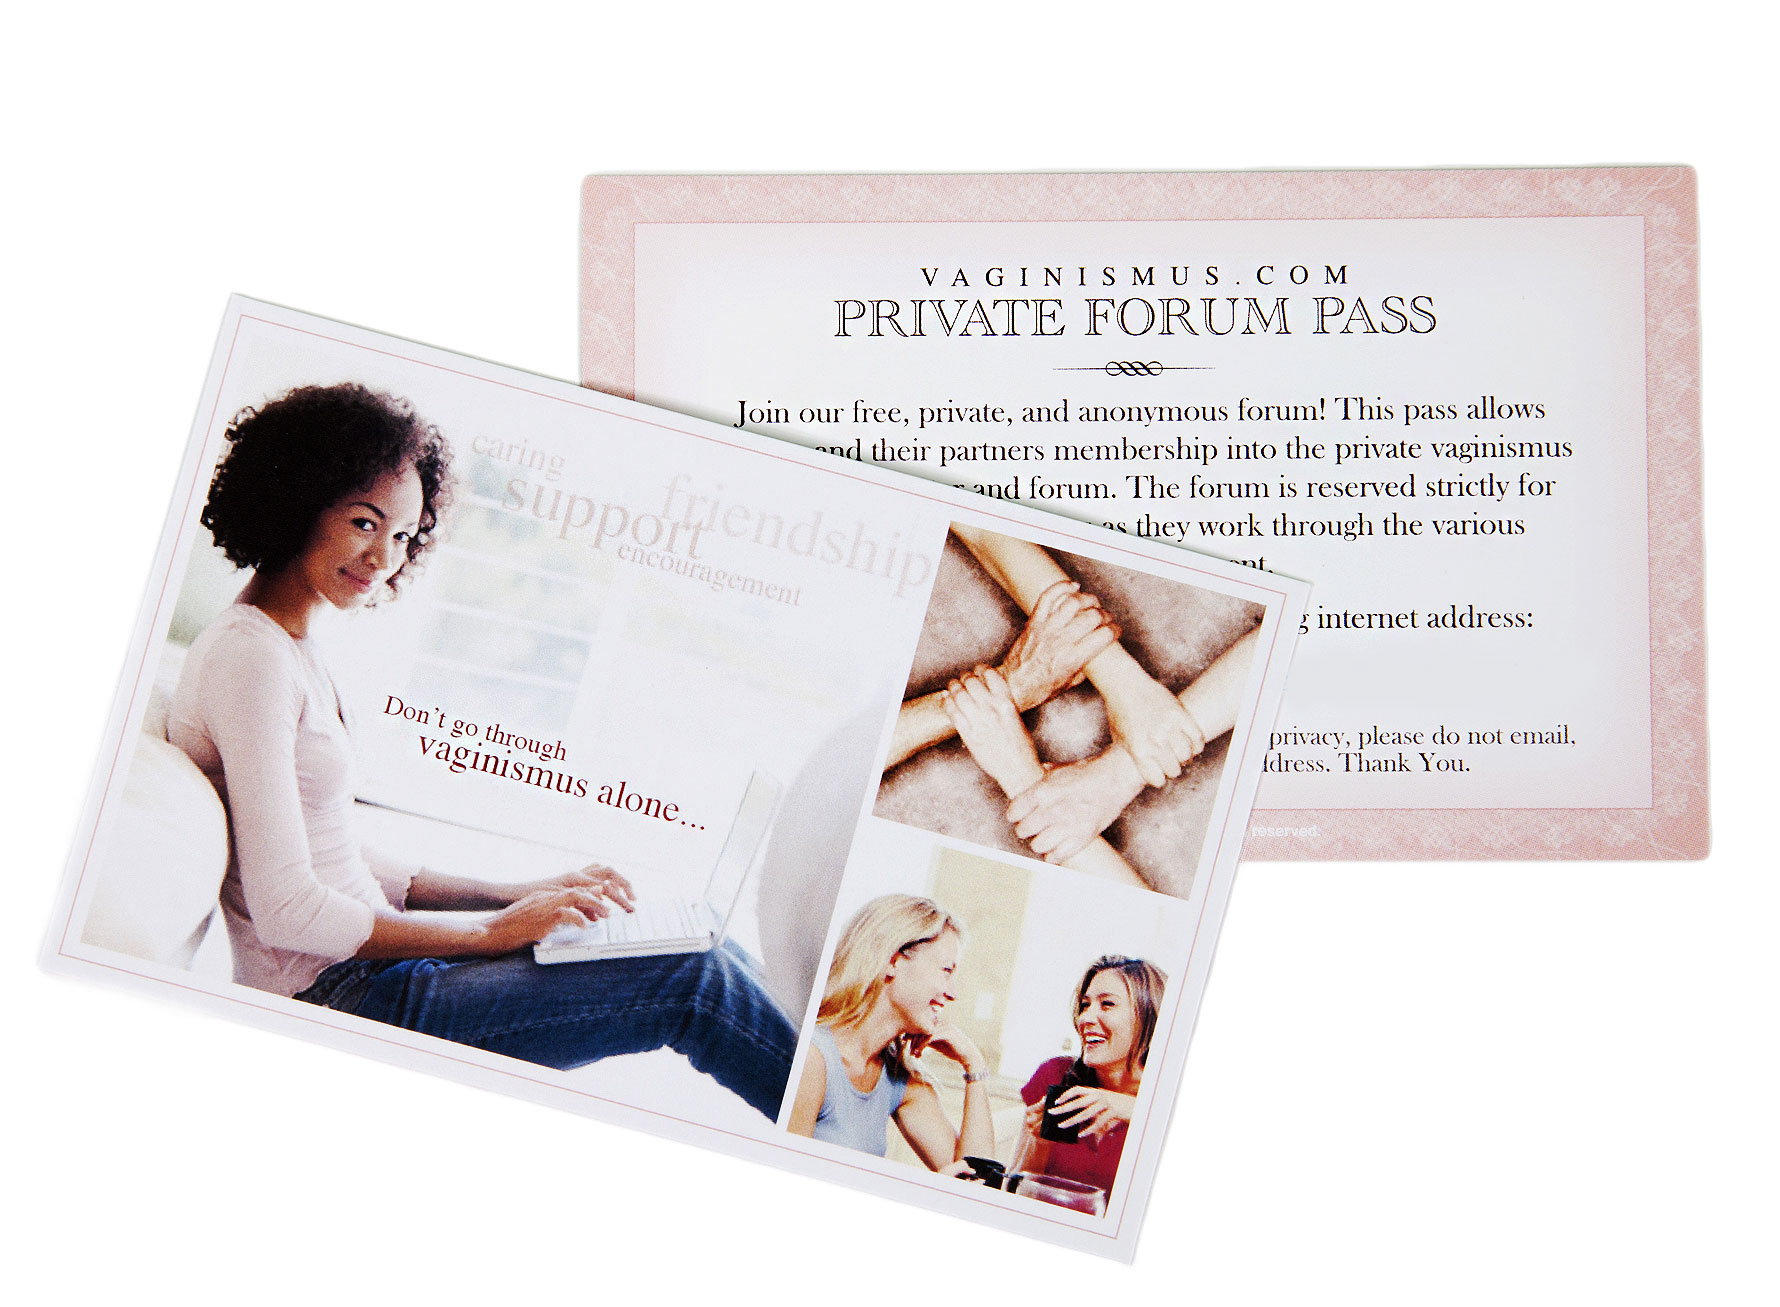 caring
support
friendship
encouragement
Don't go through
vaginismus alone...
VAGINISMUS.COM
PRIVATE FORUM PASS
Join our free, private, and anonymous forum! This pass allows
and their partners membership into the private vaginismus
and forum. The forum is reserved strictly for
as they work through the various
internet address:
privacy, please do not email,
Thank You.
reserved.